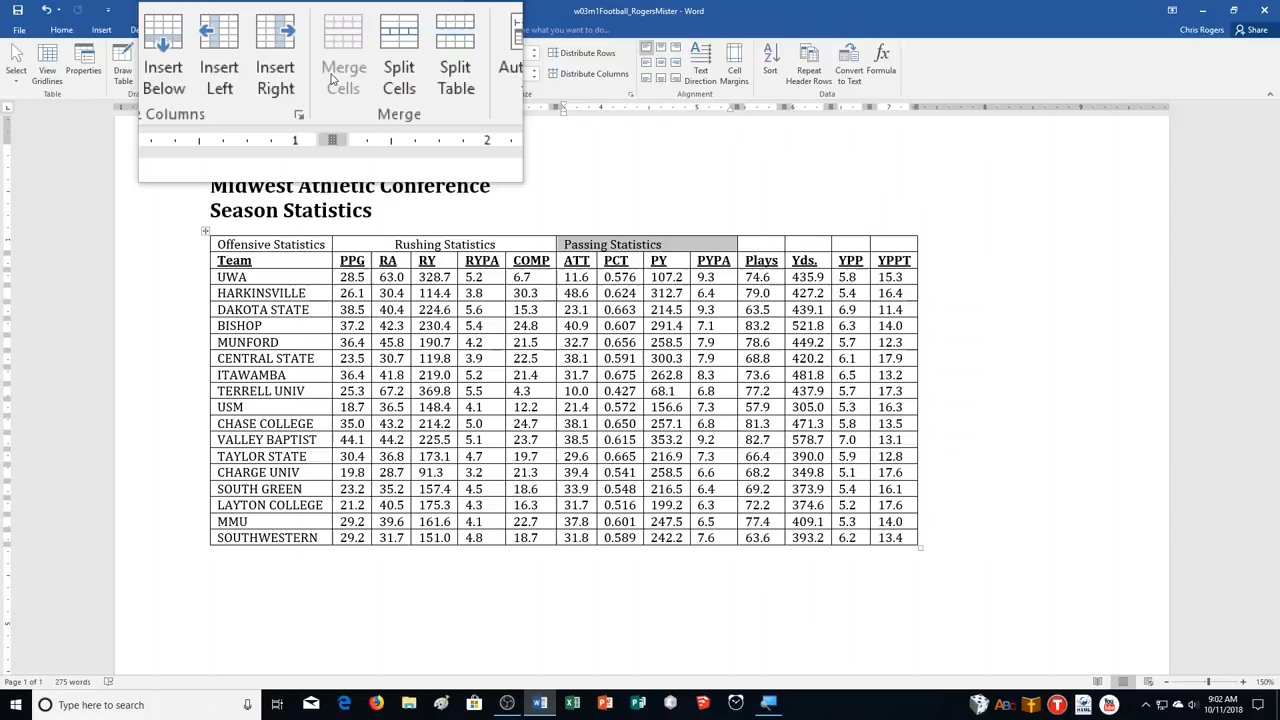 w03m1Football_RogersMister - Word
Chris Rogers
Share
File
Home
Insert
Select
View
Gridlines
Properties
Draw
Table
Table
Insert
Below
Insert
Left
Insert
Right
Merge
Cells
Split
Cells
Split
Table
Columns
Merge
Distribute Rows
Distribute Columns
Text
Direction
Cell
Margins
Alignment
Sort
Repeat
Header Rows
Convert
to Text
Formula
Data
1 2
4 5 6 7
Midwest Athletic Conference
Season Statistics
Offensive Statistics Rushing Statistics Passing Statistics
Team PPG RA RY RYPA COMP ATT PCT PY PYPA Plays Yds. YPP YPPT
UWA 28.5 63.0 328.7 5.2 6.7 11.6 0.576 107.2 9.3 74.6 435.9 5.8 15.3
HARKINSVILLE 26.1 30.4 114.4 3.8 30.3 48.6 0.624 312.7 6.4 79.0 427.2 5.4 16.4
DAKOTA STATE 38.5 40.4 224.6 5.6 15.3 23.1 0.663 214.5 9.3 63.5 439.1 6.9 11.4
BISHOP 37.2 42.3 230.4 5.4 24.8 40.9 0.607 291.4 7.1 83.2 521.8 6.3 14.0
MUNFORD 36.4 45.8 190.7 4.2 21.5 32.7 0.656 258.5 7.9 78.6 449.2 5.7 12.3
CENTRAL STATE 23.5 30.7 119.8 3.9 22.5 38.1 0.591 300.3 7.9 68.8 420.2 6.1 17.9
ITAWAMBA 36.4 41.8 219.0 5.2 21.4 31.7 0.675 262.8 8.3 73.6 481.8 6.5 13.2
TERRELL UNIV 25.3 67.2 369.8 5.5 4.3 10.0 0.427 68.1 6.8 77.2 437.9 5.7 17.3
USM 18.7 36.5 148.4 4.1 12.2 21.4 0.572 156.6 7.3 57.9 305.0 5.3 16.3
CHASE COLLEGE 35.0 43.2 214.2 5.0 24.7 38.1 0.650 257.1 6.8 81.3 471.3 5.8 13.5
VALLEY BAPTIST 44.1 44.2 225.5 5.1 23.7 38.5 0.615 353.2 9.2 82.7 578.7 7.0 13.1
TAYLOR STATE 30.4 36.8 173.1 4.7 19.7 29.6 0.665 216.9 7.3 66.4 390.0 5.9 12.8
CHARGE UNIV 19.8 28.7 91.3 3.2 21.3 39.4 0.541 258.5 6.6 68.2 349.8 5.1 17.6
SOUTH GREEN 23.2 35.2 157.4 4.5 18.6 33.9 0.548 216.5 6.4 69.2 373.9 5.4 16.1
LAYTON COLLEGE 21.2 40.5 175.3 4.3 16.3 31.7 0.516 199.2 6.3 72.2 374.6 5.2 17.6
MMU 29.2 39.6 161.6 4.1 22.7 37.8 0.601 247.5 6.5 77.4 409.1 5.3 14.0
SOUTHWESTERN 29.2 31.7 151.0 4.8 18.7 31.8 0.589 242.2 7.6 63.6 393.2 6.2 13.4
Page 1 of 1 275 words
150%
Type here to search
9:02 AM
10/11/2018